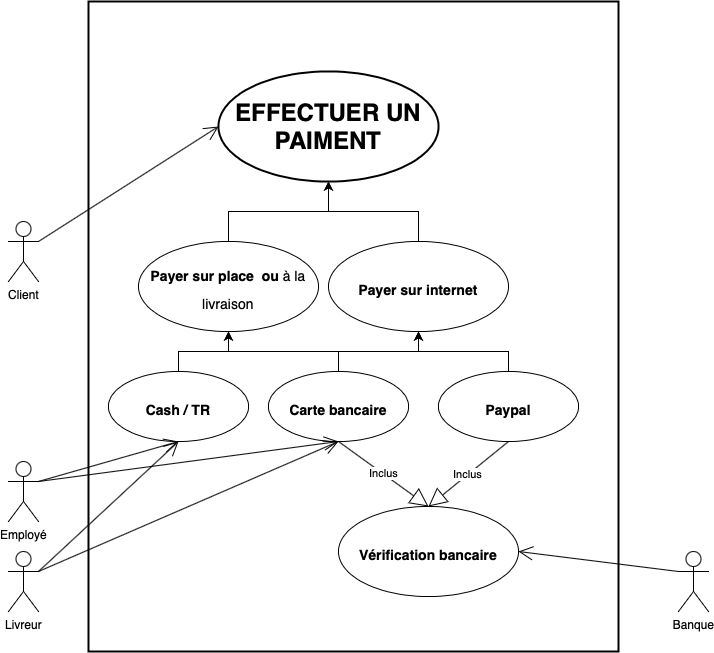 EFFECTUER UN
PAIMENT
Client
Payer sur place ou à la
livraison
Payer sur internet
Cash / TR
Carte bancaire
Paypal
Inclus
Inclus
Employé
Vérification bancaire
Livreur
Banque